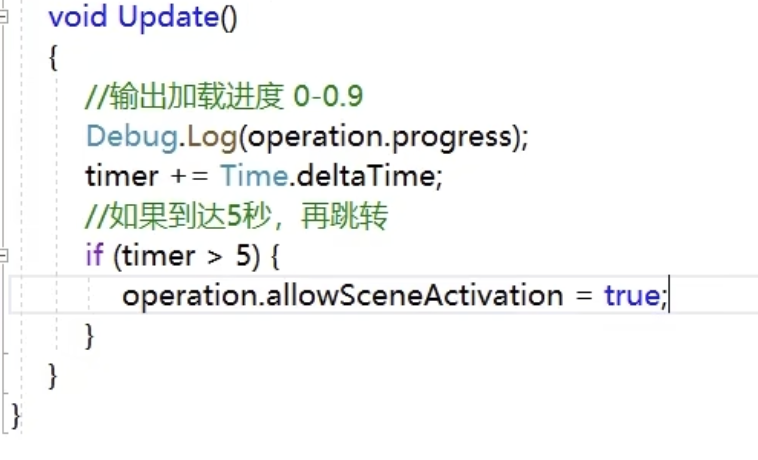 void Update()
{
//输出加载进度 0-0.9
Debug.Log(operation.progress);
timer += Time.deltaTime;
//如果到达5秒，再跳转
if (timer > 5) {
operation.allowSceneActivation = true;
}
}
}